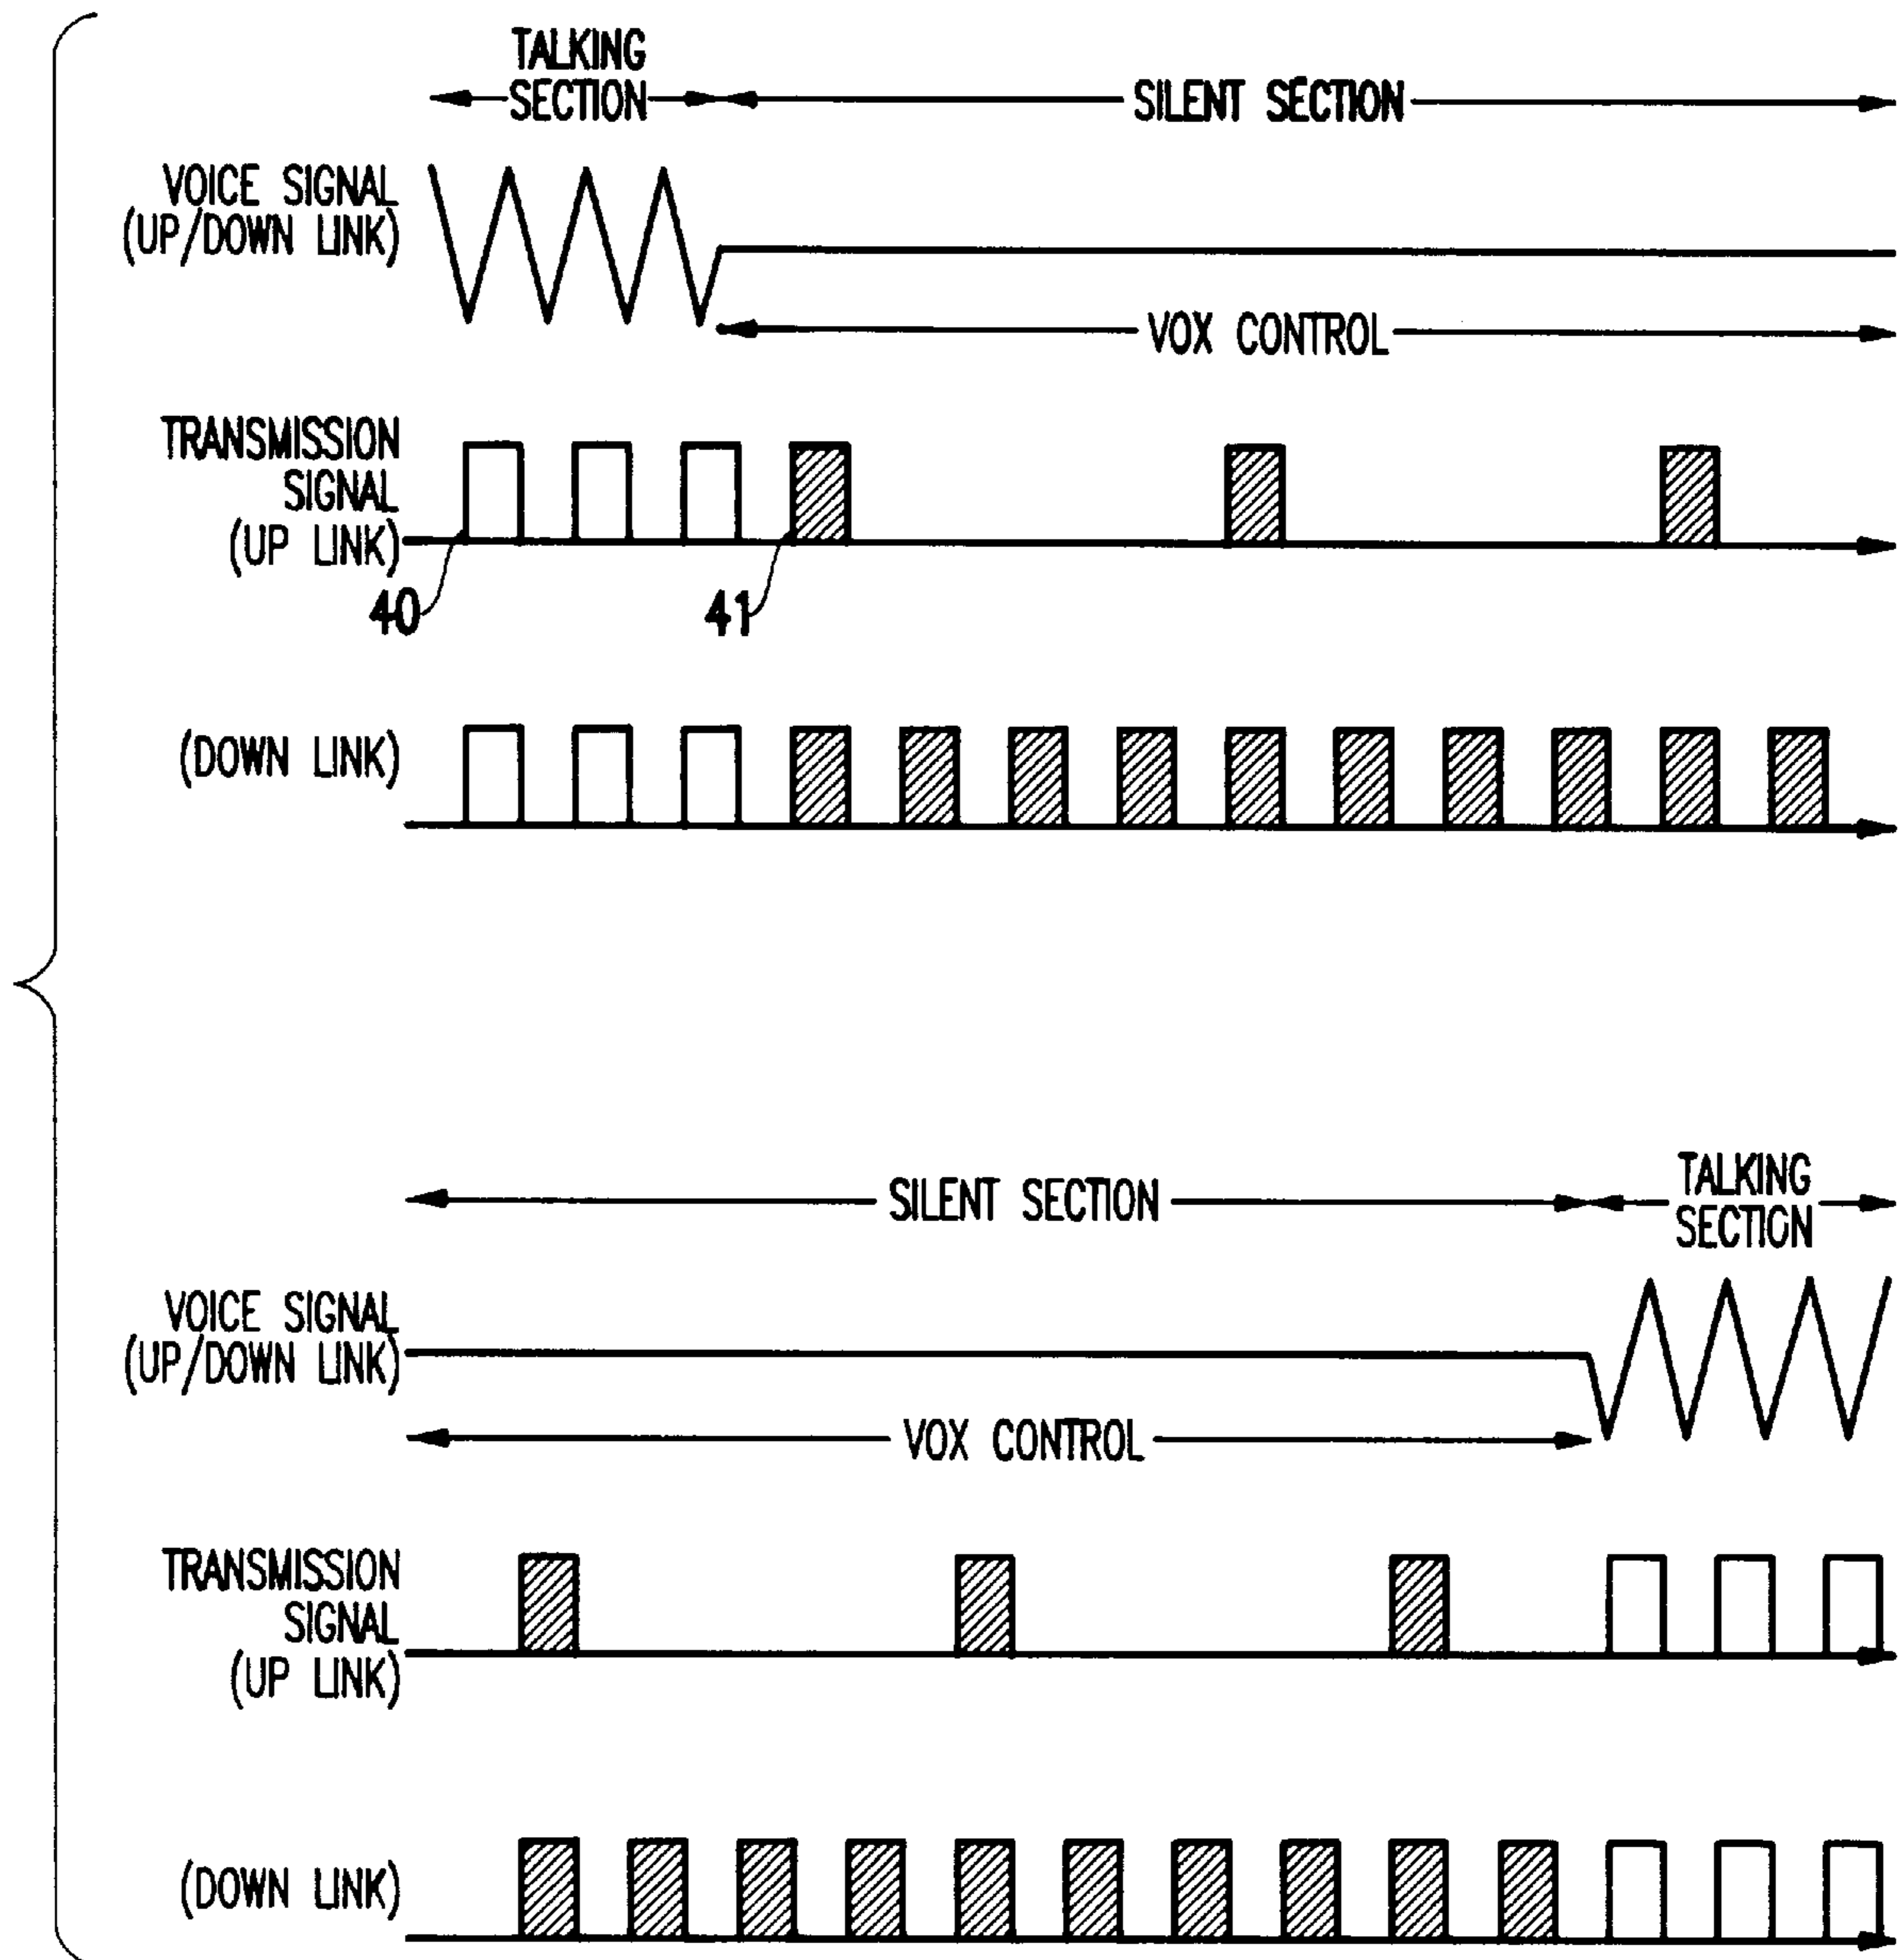 TALKING
SECTION
SILENT SECTION
VOICE SIGNAL
(UP/DOWN LINK)
VOX CONTROL
TRANSMISSION
SIGNAL
(UP LINK)
40
41
(DOWN LINK)
SILENT SECTION
TALKING
SECTION
VOICE SIGNAL
(UP/DOWN LINK)
VOX CONTROL
TRANSMISSION
SIGNAL
(UP LINK)
(DOWN LINK)